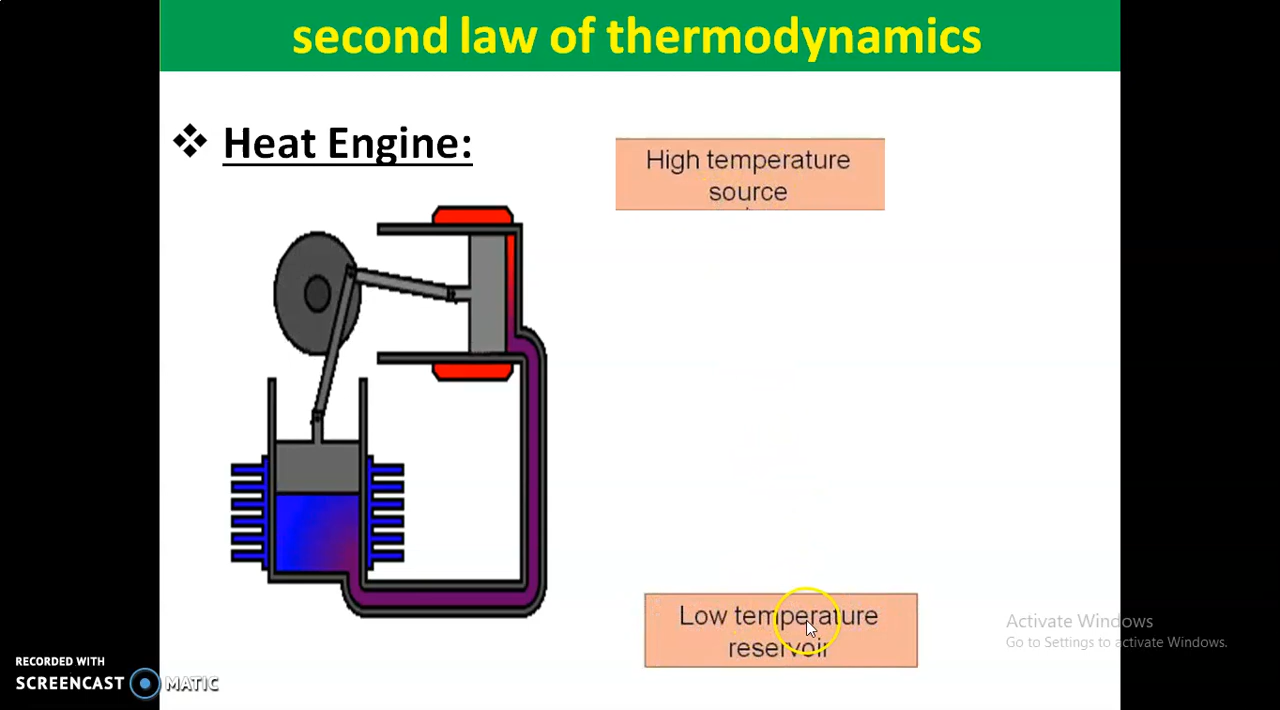 second law of thermodynamics
❖ Heat Engine:
High temperature
source
Low temperature
reservoir
Activate Windows
Go to Settings to activate Windows.
RECORDED WITH
SCREENCAST MATIC